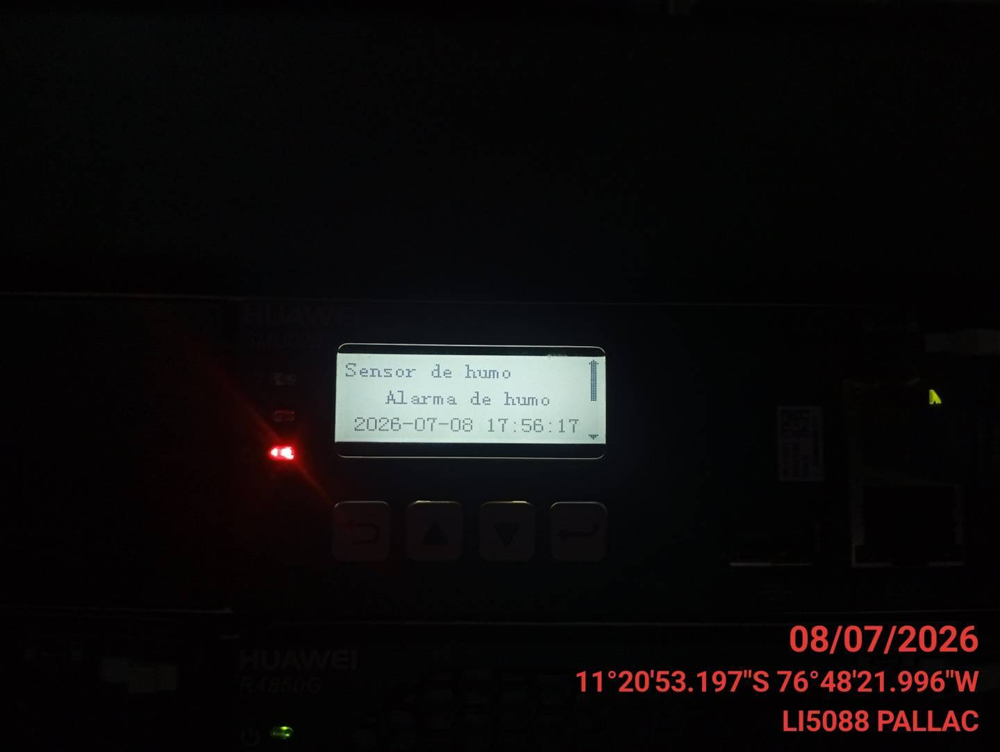 HUAWEI
Sensor de humo
Alarma de humo
2026-07-08 17:56:17
HUAWEI
R4850G
08/07/2026
11°20'53.197"S 76°48'21.996"W
LI5088 PALLAC